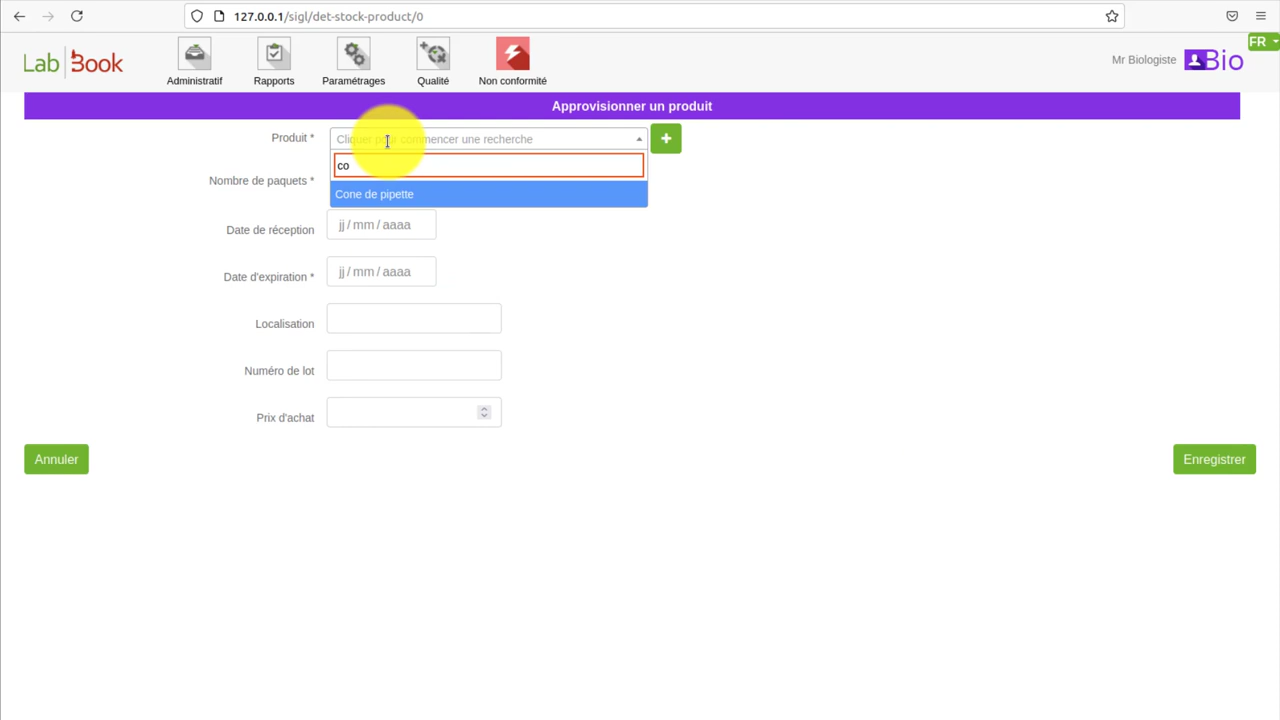 127.0.0.1/sigl/det-stock-product/0
FR
Lab Book
Administratif
Rapports
Paramétrages
Qualité
Non conformité
Mr Biologiste
Bio
Approvisionner un produit
Produit *
Cliquer pour commencer une recherche
+
co
Cone de pipette
Nombre de paquets *
Date de réception
jj / mm / aaaa
Date d'expiration *
jj / mm / aaaa
Localisation
Numéro de lot
Prix d'achat
Annuler
Enregistrer